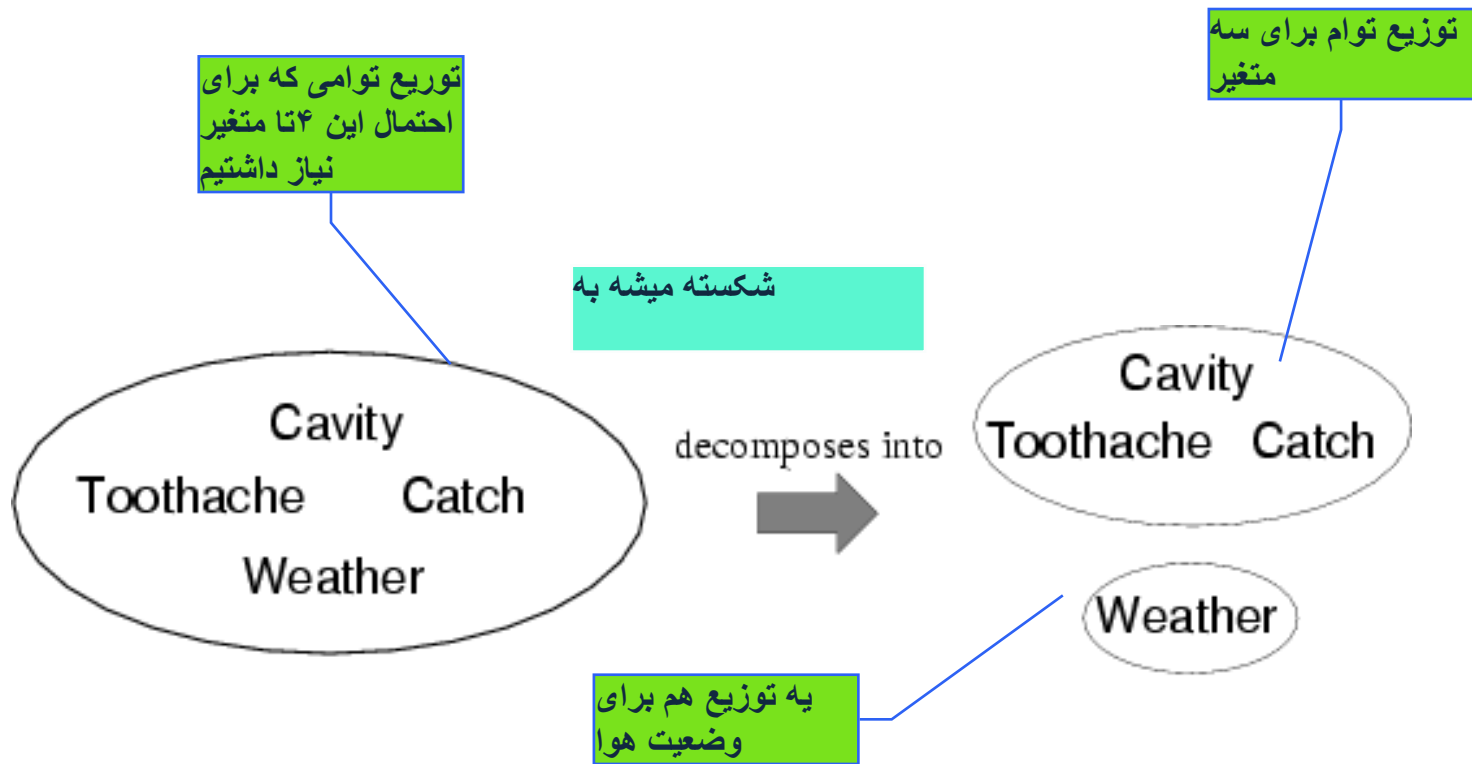 توزیع توام برای سه
متغیر
توریع توامی که برای
احتمال این ۴تا متغیر
نیاز داشتیم
شکسته میشه به
Cavity
Toothache Catch
Weather
decomposes into
Cavity
Toothache Catch
Weather
یه توزیع هم برای
وضعیت هوا